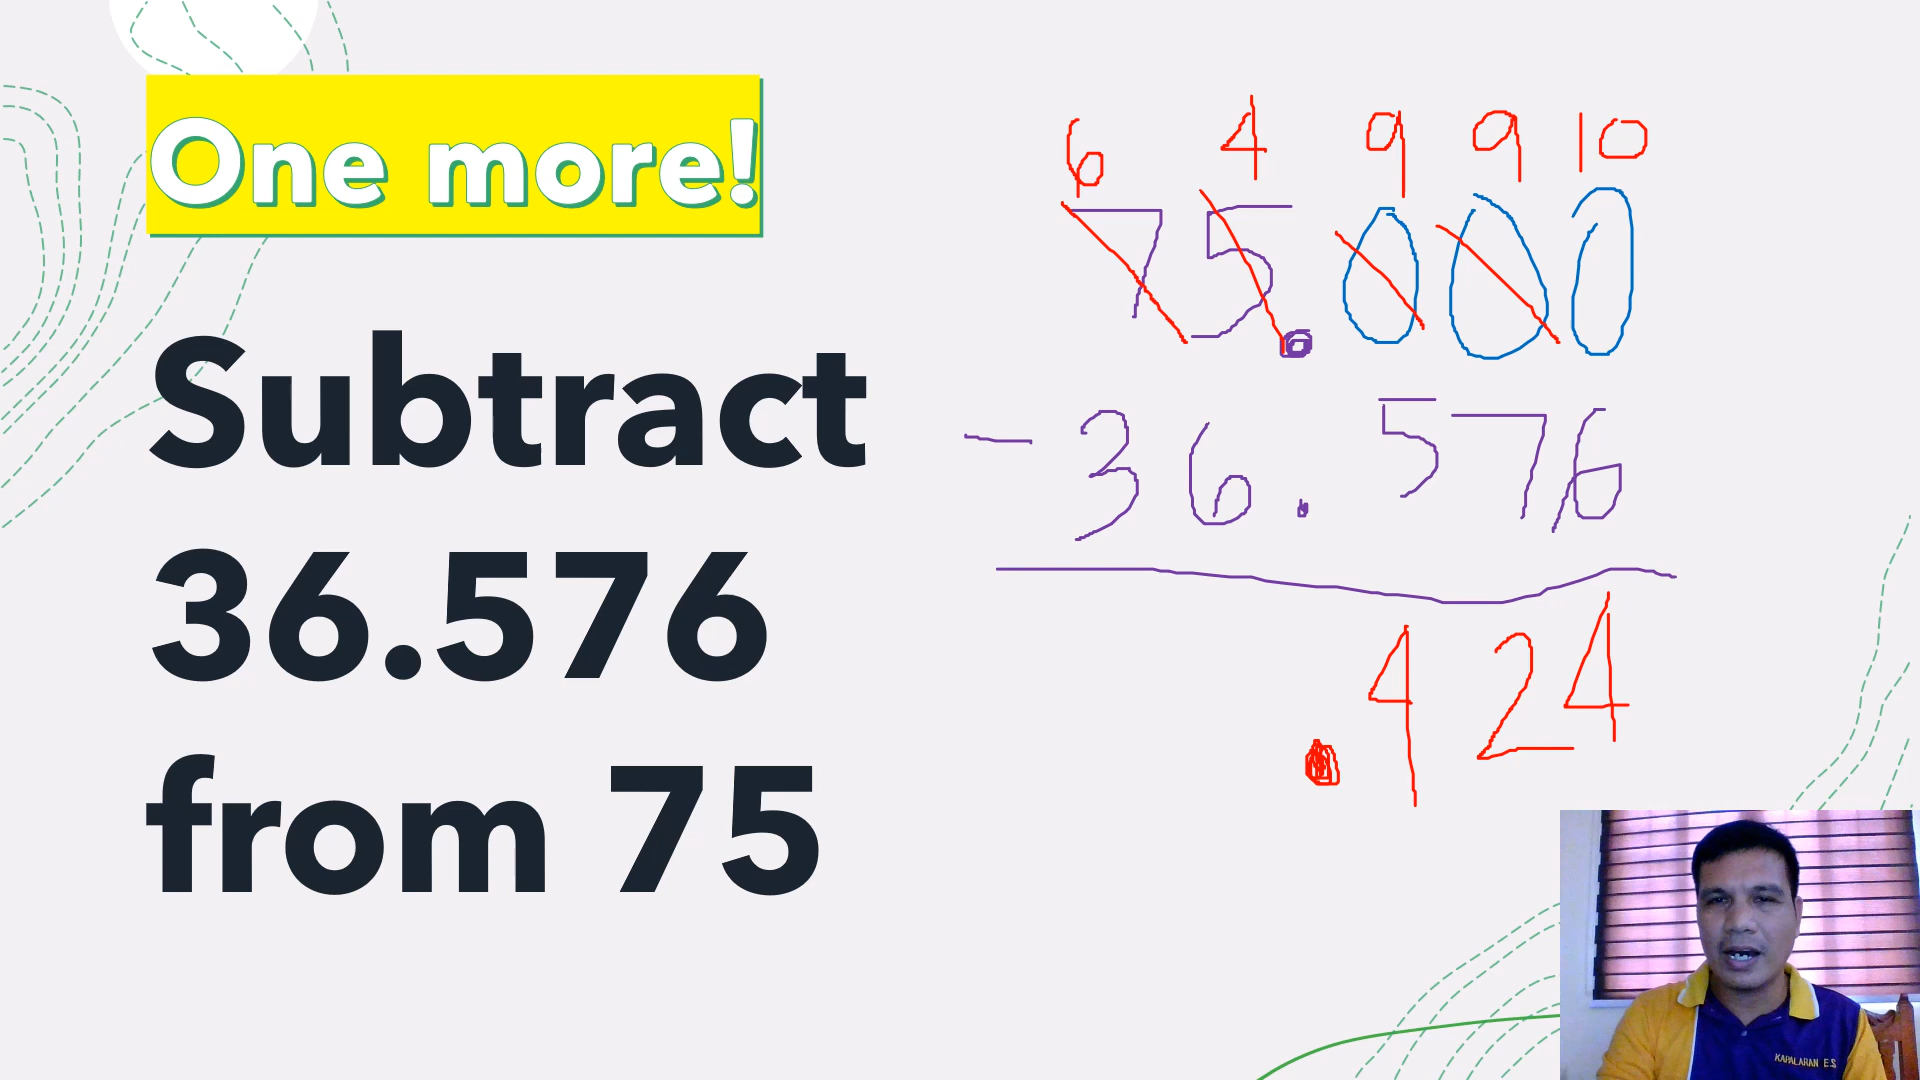 One more!
Subtract
36.576
from 75
6 4 9 9 10
75.000
- 36.576
.424
KAPALARAN E.S